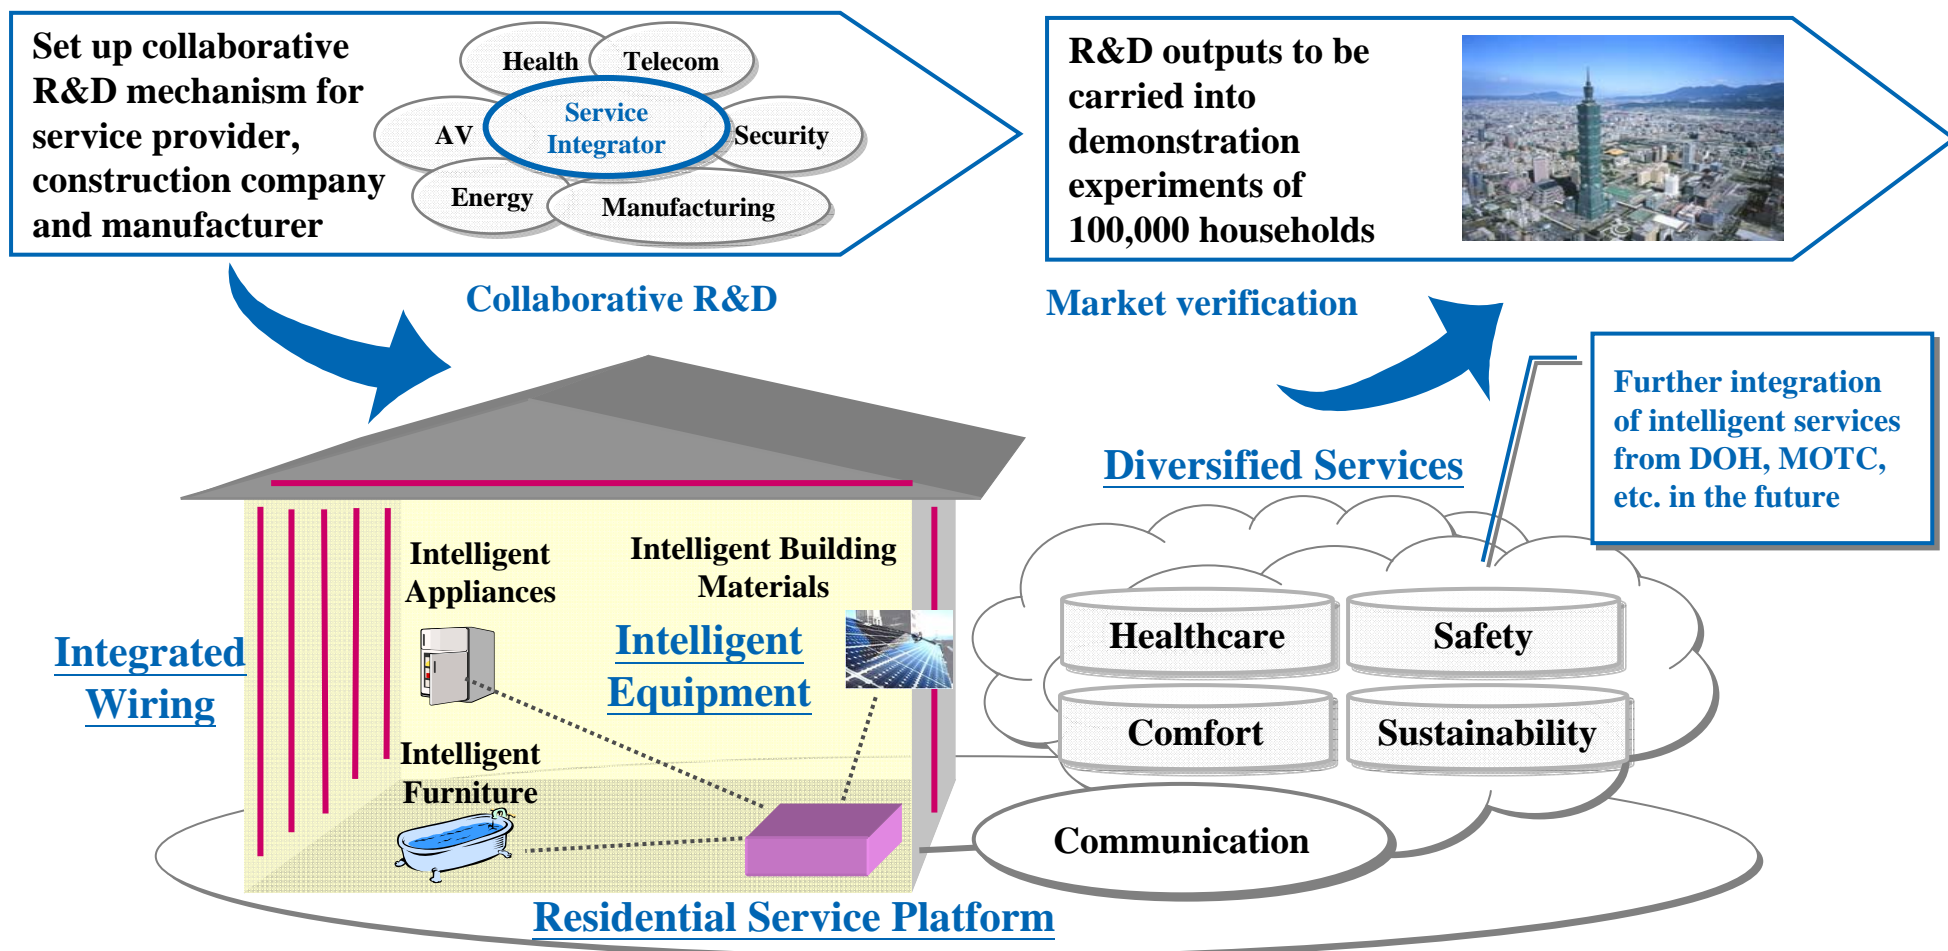 Set up collaborative
R&D mechanism for
service provider,
construction company
and manufacturer
Health
Telecom
AV
Service
Integrator
Security
Energy
Manufacturing
R&D outputs to be
carried into
demonstration
experiments of
100,000 households
Collaborative R&D
Market verification
Further integration
of intelligent services
from DOH, MOTC,
etc. in the future
Diversified Services
Intelligent
Appliances
Intelligent Building
Materials
Integrated
Wiring
Intelligent
Equipment
Healthcare
Safety
Comfort
Sustainability
Intelligent
Furniture
Communication
Residential Service Platform